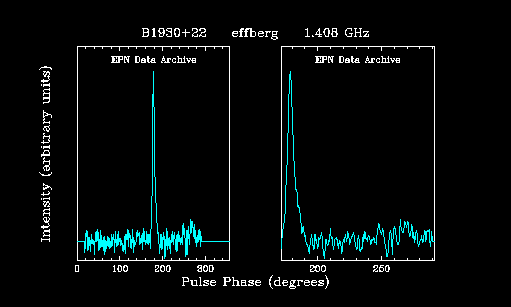 B1930+22 effberg 1.408 GHz
EPN Data Archive
EPN Data Archive
Intensity (arbitrary units)
0 100 200 300
200 250
Pulse Phase (degrees)